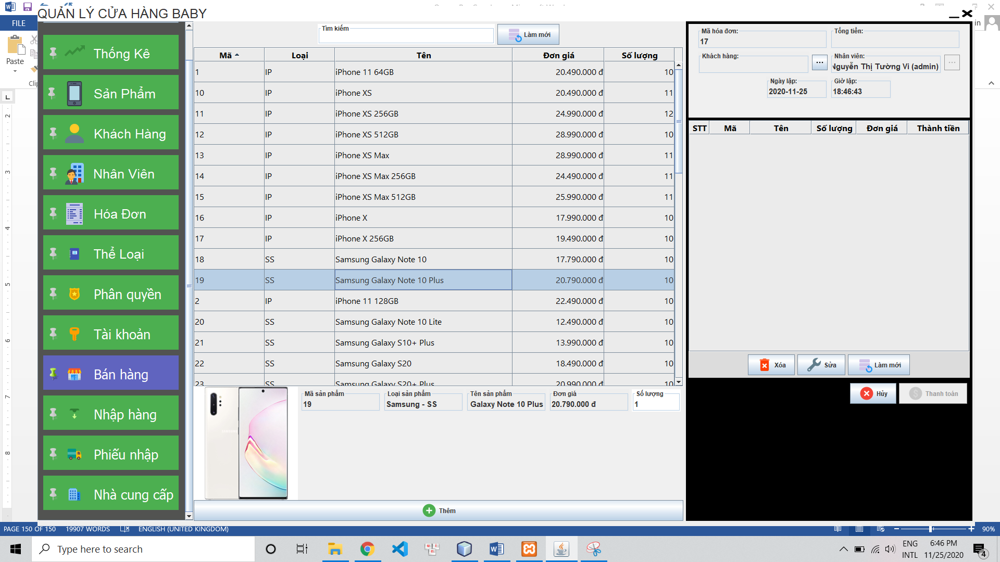 QUẢN LÝ CỬA HÀNG BABY
FILE
Paste
Thống Kê
Sản Phẩm
Khách Hàng
Nhân Viên
Hóa Đơn
Thể Loại
Phân quyền
Tài khoản
Bán hàng
Nhập hàng
Phiếu nhập
Nhà cung cấp
Tìm kiếm
Làm mới
Mã Loại Tên Đơn giá Số lượng
1 IP iPhone 11 64GB 20.490.000 đ 10
10 IP iPhone XS 20.490.000 đ 11
11 IP iPhone XS 256GB 24.990.000 đ 12
12 IP iPhone XS 512GB 28.990.000 đ 10
13 IP iPhone XS Max 28.990.000 đ 11
14 IP iPhone XS Max 256GB 24.490.000 đ 11
15 IP iPhone XS Max 512GB 25.990.000 đ 11
16 IP iPhone X 17.990.000 đ 10
17 IP iPhone X 256GB 19.490.000 đ 10
18 SS Samsung Galaxy Note 10 17.790.000 đ 10
19 SS Samsung Galaxy Note 10 Plus 20.790.000 đ 10
2 IP iPhone 11 128GB 22.490.000 đ 10
20 SS Samsung Galaxy Note 10 Lite 12.490.000 đ 10
21 SS Samsung Galaxy S10+ Plus 13.990.000 đ 10
22 SS Samsung Galaxy S20 18.490.000 đ 10
23 SS Samsung Galaxy S20+ Plus 20.990.000 đ 10
Mã sản phẩm Loại sản phẩm Tên sản phẩm Đơn giá Số lượng
19 Samsung - SS Galaxy Note 10 Plus 20.790.000 đ 1
Thêm
Mã hóa đơn: Tổng tiền:
17
Khách hàng: ... Nhân viên: ...
Nguyễn Thị Tường Vi (admin)
Ngày lập: Giờ lập:
2020-11-25 18:46:43
STT Mã Tên Số lượng Đơn giá Thành tiền
Xóa Sửa Làm mới
Hủy Thanh toán
PAGE 150 OF 150 19907 WORDS ENGLISH (UNITED KINGDOM) 90%
Type here to search
ENG
INTL
6:46 PM
11/25/2020
4